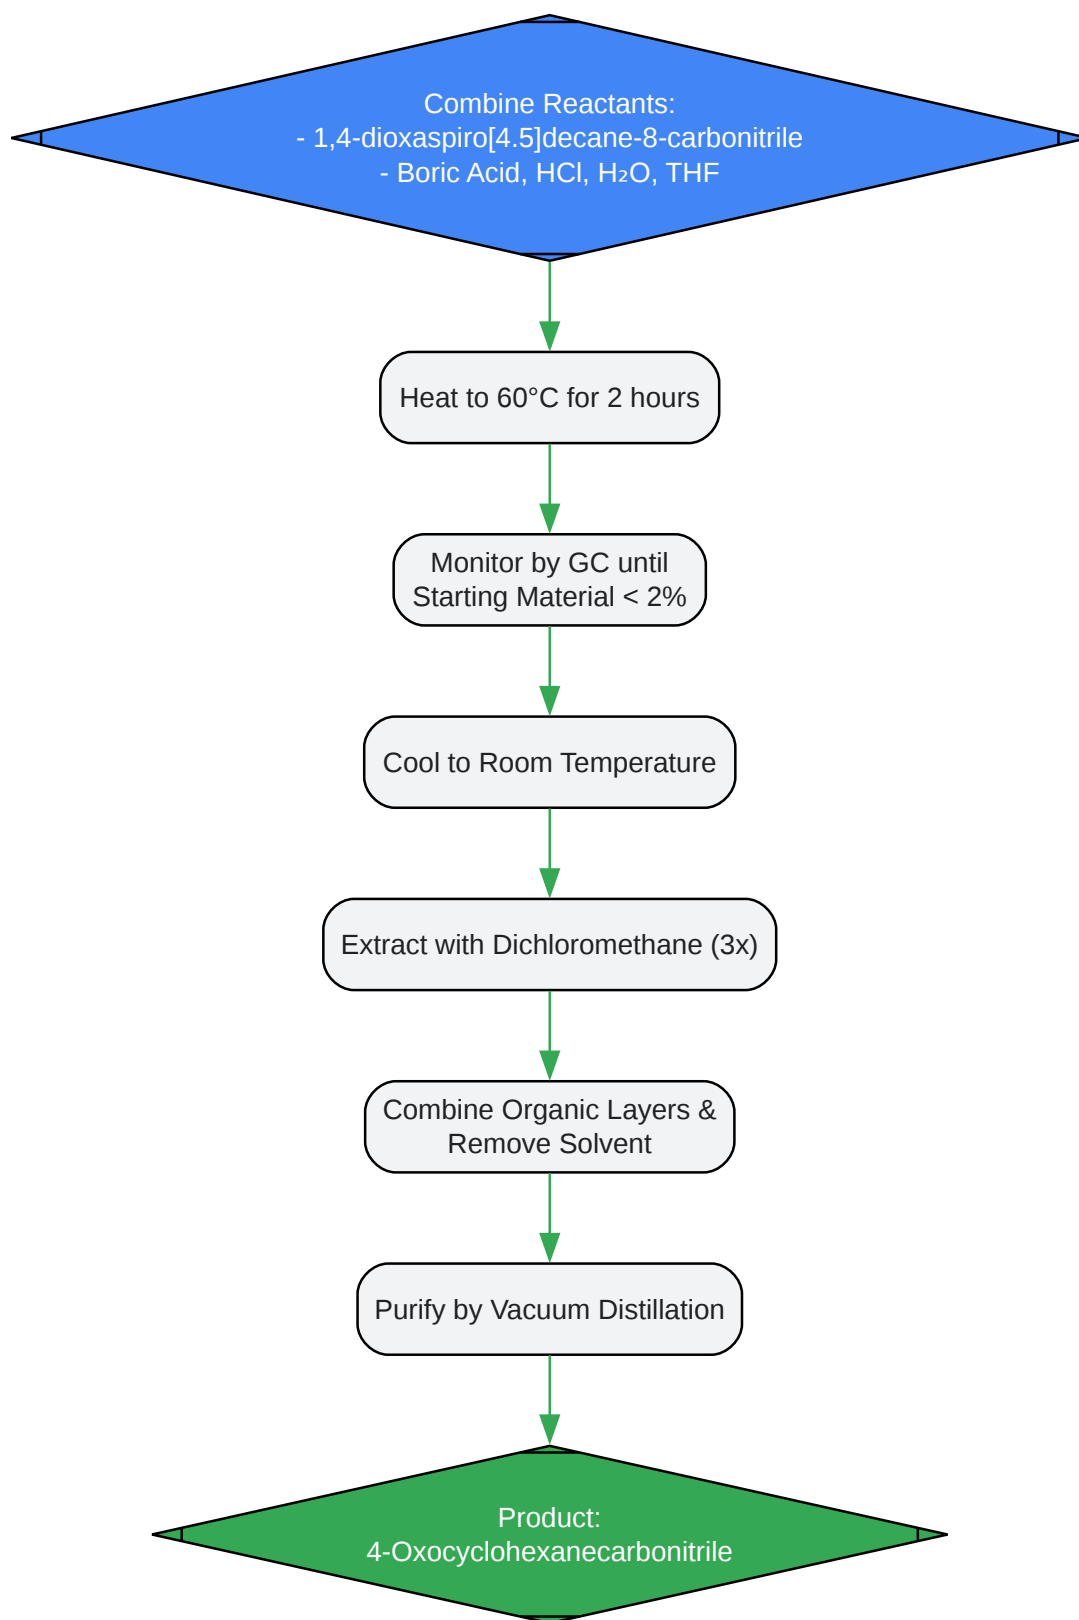 Combine Reactants:
- 1,4-dioxaspiro[4.5]decane-8-carbonitrile
- Boric Acid, HCl, H₂O, THF
Heat to 60°C for 2 hours
Monitor by GC until
Starting Material < 2%
Cool to Room Temperature
Extract with Dichloromethane (3x)
Combine Organic Layers &
Remove Solvent
Purify by Vacuum Distillation
Product:
4-Oxocyclohexanecarbonitrile